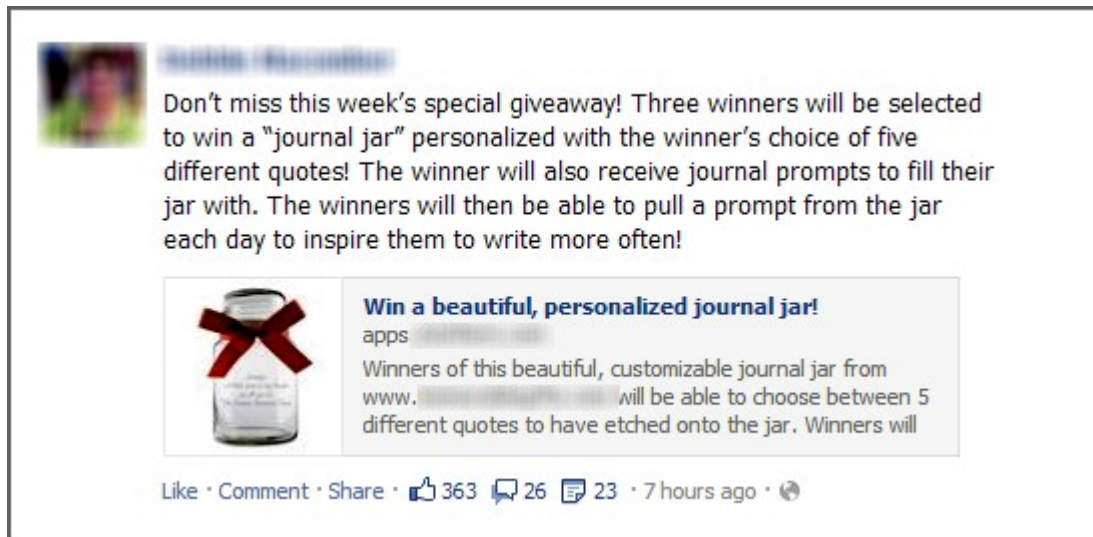 Don't miss this week's special giveaway! Three winners will be selected
to win a “journal jar” personalized with the winner's choice of five
different quotes! The winner will also receive journal prompts to fill their
jar with. The winners will then be able to pull a prompt from the jar
each day to inspire them to write more often!
Win a beautiful, personalized journal jar!
apps
Winners of this beautiful, customizable journal jar from
www. will be able to choose between 5
different quotes to have etched onto the jar. Winners will
Like · Comment · Share · 363 26 23 · 7 hours ago ·